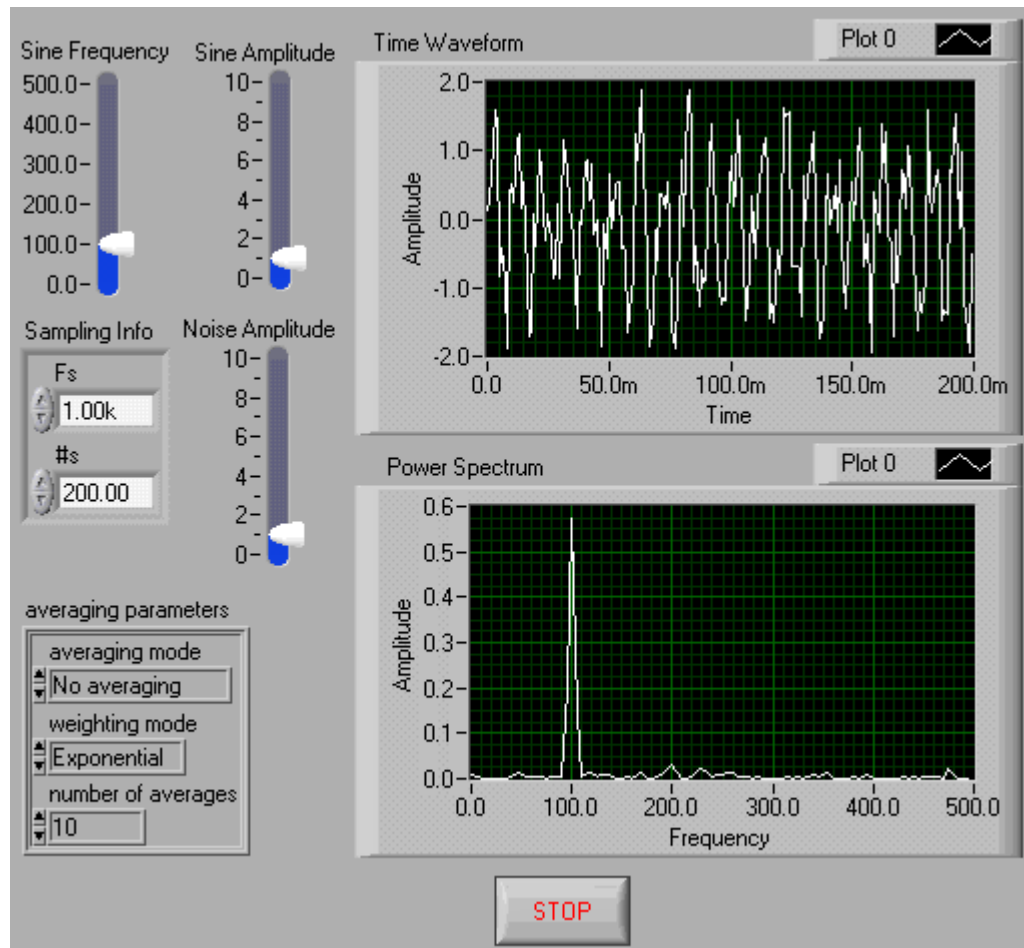 Sine Frequency
500.0
400.0
300.0
200.0
100.0
0.0
Sine Amplitude
10
8
6
4
2
0
Sampling Info
Fs
1.00k
#s
200.00
Noise Amplitude
10
8
6
4
2
0
averaging parameters
averaging mode
No averaging
weighting mode
Exponential
number of averages
10
Time Waveform
Plot 0
Amplitude
2.0
1.0
0.0
-1.0
-2.0
0.0 50.0m 100.0m 150.0m 200.0m
Time
Power Spectrum
Plot 0
Amplitude
0.6
0.5
0.4
0.3
0.2
0.1
0.0
0.0 100.0 200.0 300.0 400.0 500.0
Frequency
STOP